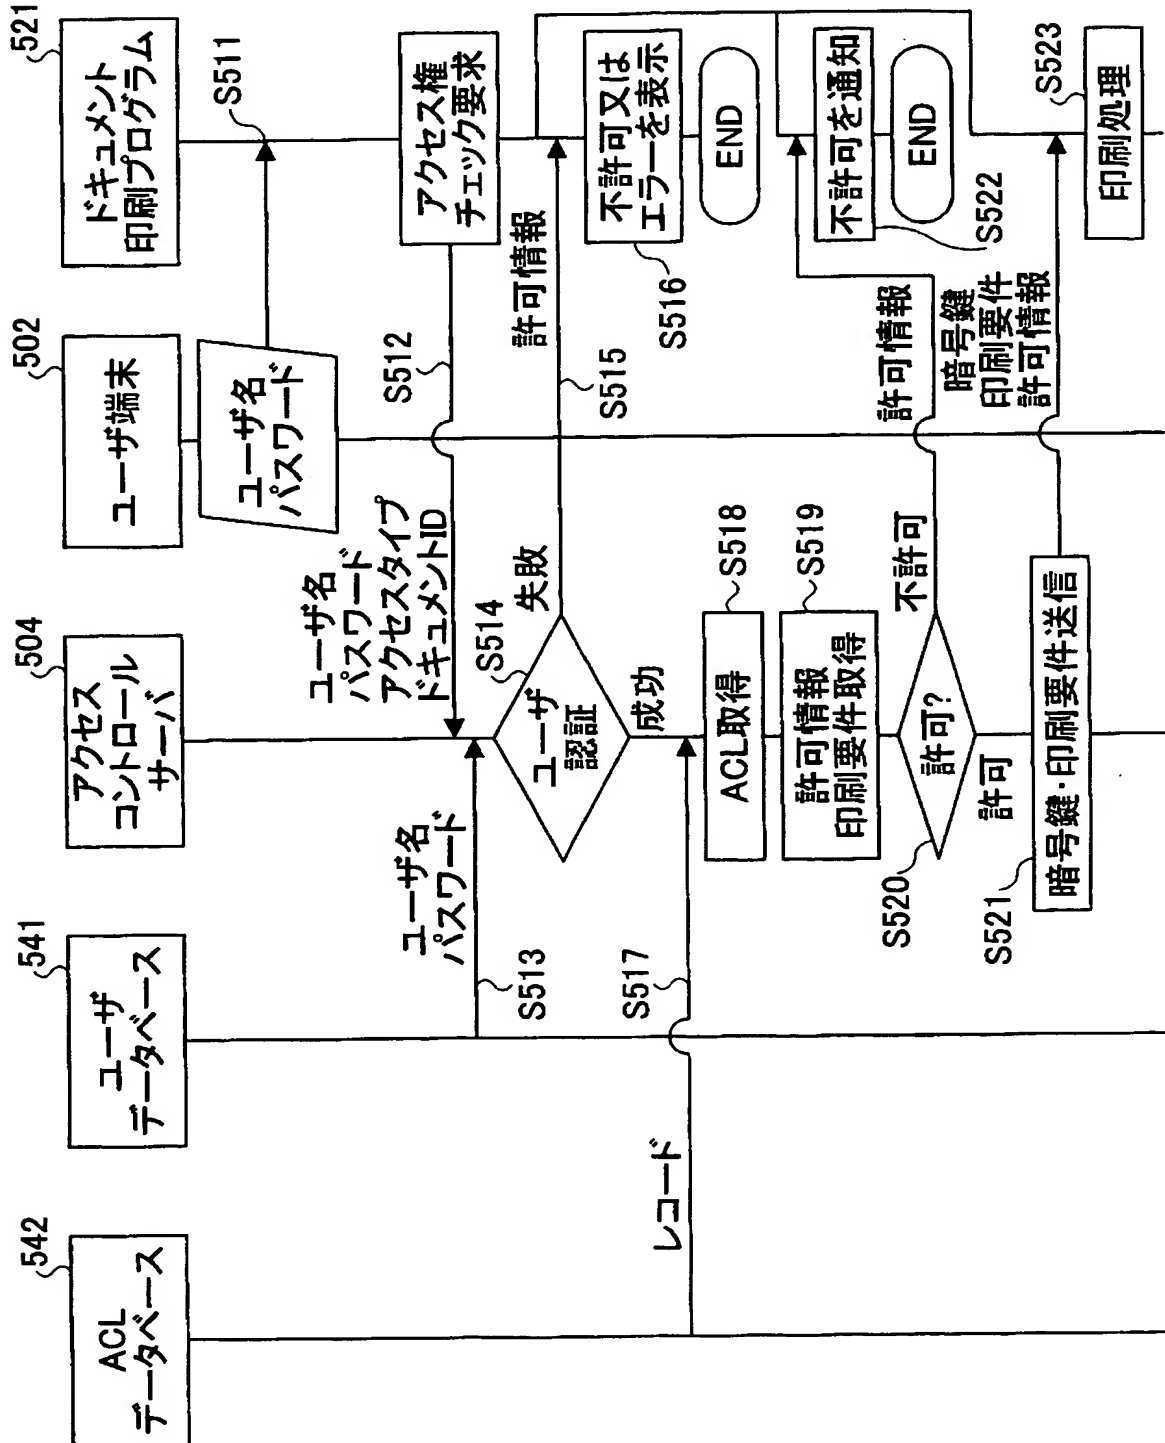 542
ACL
データベース
541
ユーザ
データベース
504
アクセス
コントロール
サーバ
502
ユーザ端末
521
ドキュメント
印刷プログラム
ユーザ名
パスワード
S511
アクセス権
チェック要求
S512
ユーザ名
パスワード
アクセスタイプ
ドキュメントID
ユーザ名
パスワード
S513
S514
ユーザ
認証
失敗
成功
許可情報
S515
不許可又は
エラーを表示
S516
END
レコード
S517
ACL取得
S518
許可情報
印刷要件取得
S519
許可?
S520
不許可
許可
許可情報
不許可を通知
S522
END
暗号鍵・印刷要件送信
S521
暗号鍵
印刷要件
許可情報
印刷処理
S523